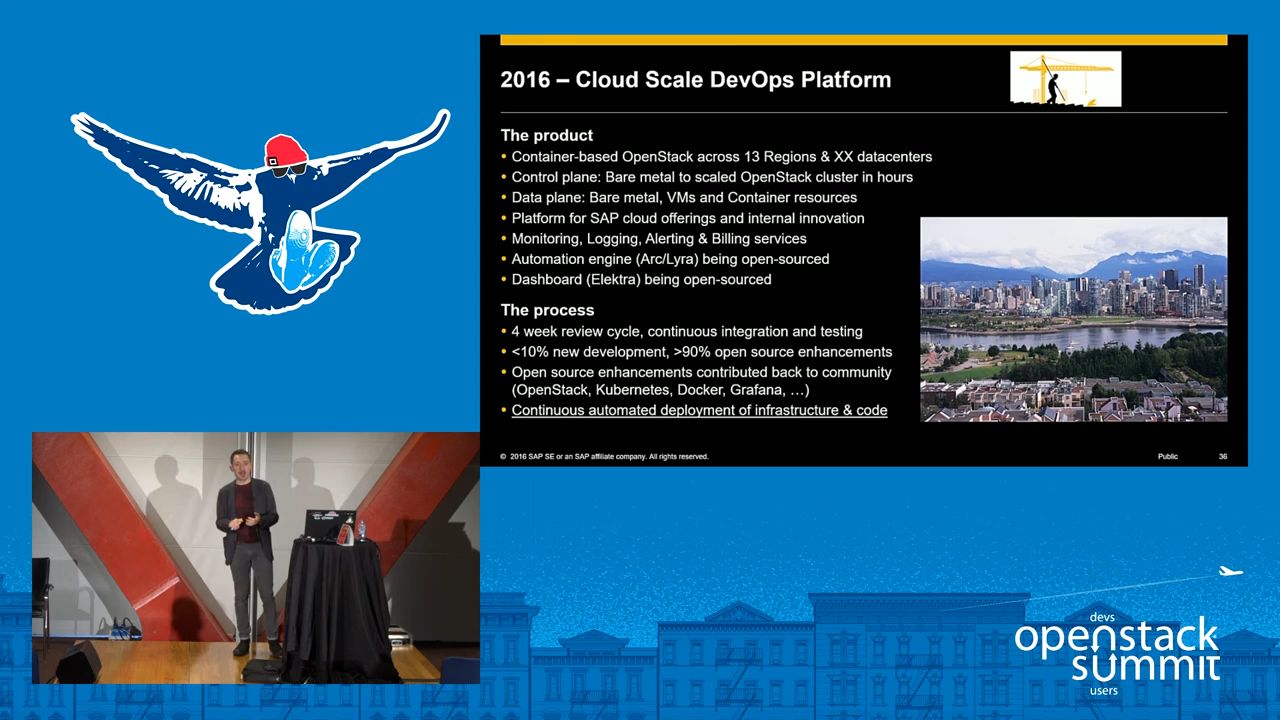 2016 – Cloud Scale DevOps Platform
The product
• Container-based OpenStack across 13 Regions & XX datacenters
• Control plane: Bare metal to scaled OpenStack cluster in hours
• Data plane: Bare metal, VMs and Container resources
• Platform for SAP cloud offerings and internal innovation
• Monitoring, Logging, Alerting & Billing services
• Automation engine (Arc/Lyra) being open-sourced
• Dashboard (Elektra) being open-sourced
The process
• 4 week review cycle, continuous integration and testing
• <10% new development, >90% open source enhancements
• Open source enhancements contributed back to community
(OpenStack, Kubernetes, Docker, Grafana, …)
• Continuous automated deployment of infrastructure & code
© 2016 SAP SE or an SAP affiliate company. All rights reserved.
Public
36
devs
openstack
summit
users